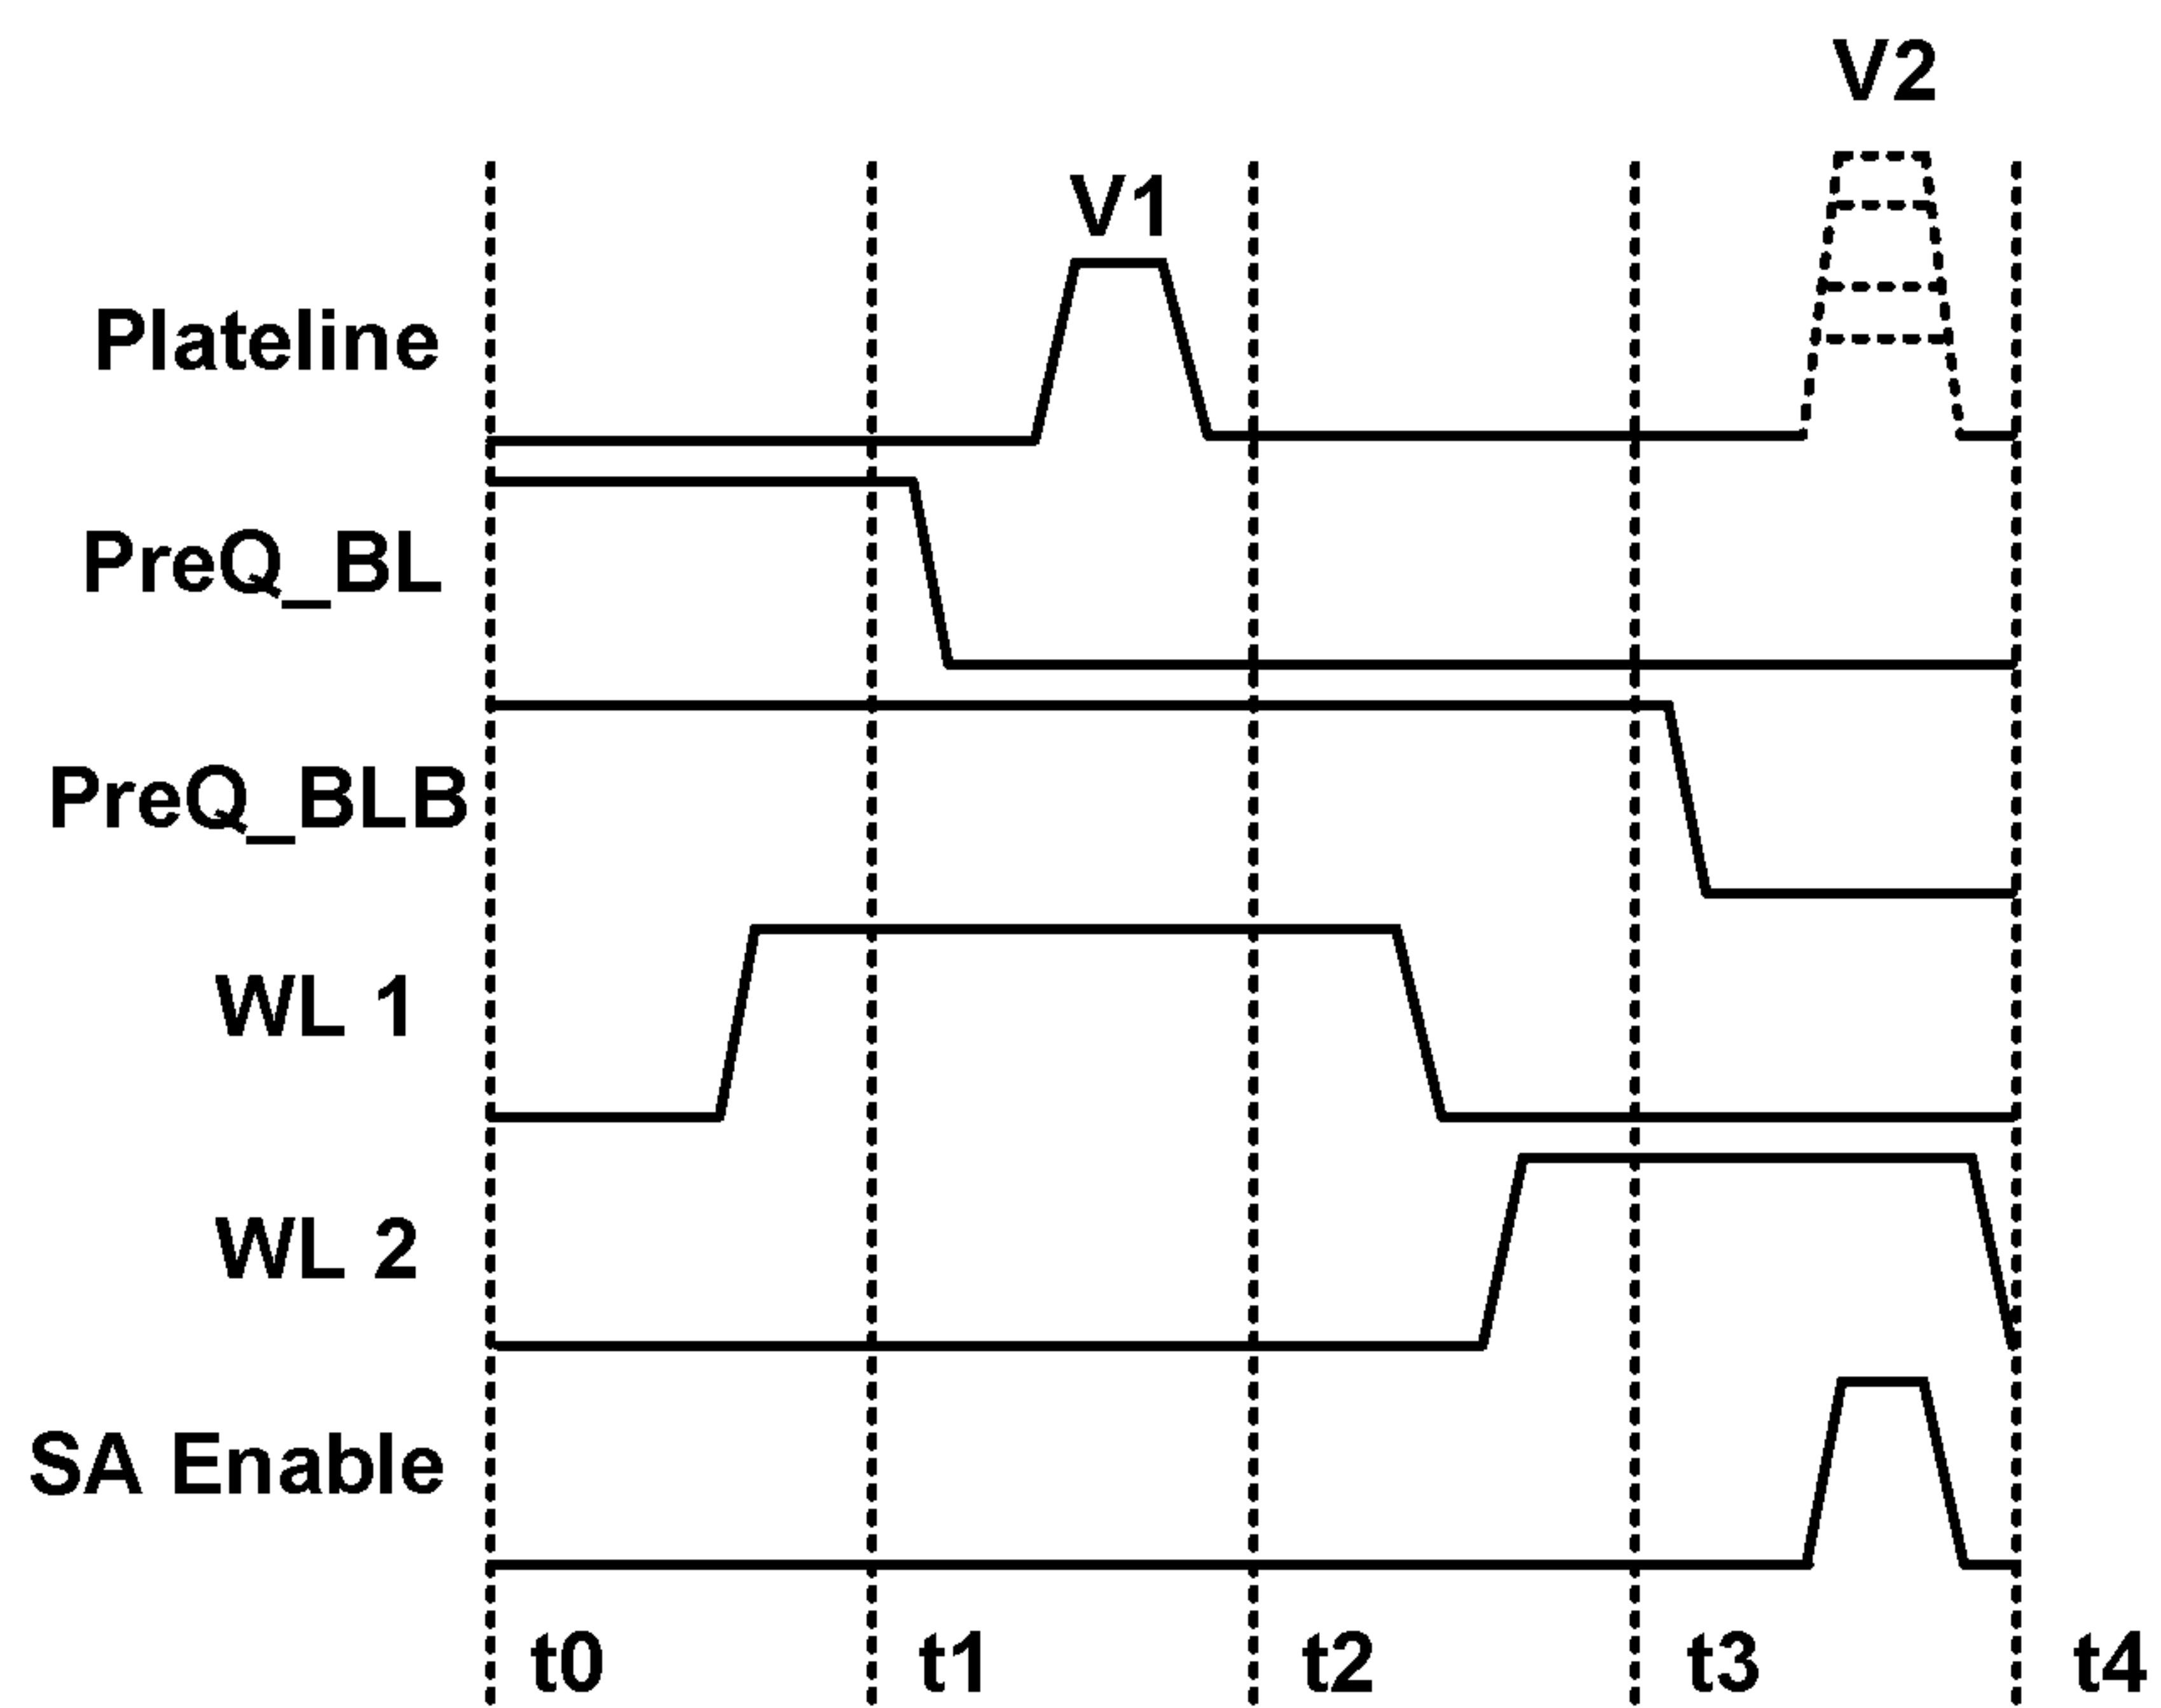 V2
V1
Plateline
PreQ_BL
PreQ_BLB
WL 1
WL 2
SA Enable
t0 t1 t2 t3 t4